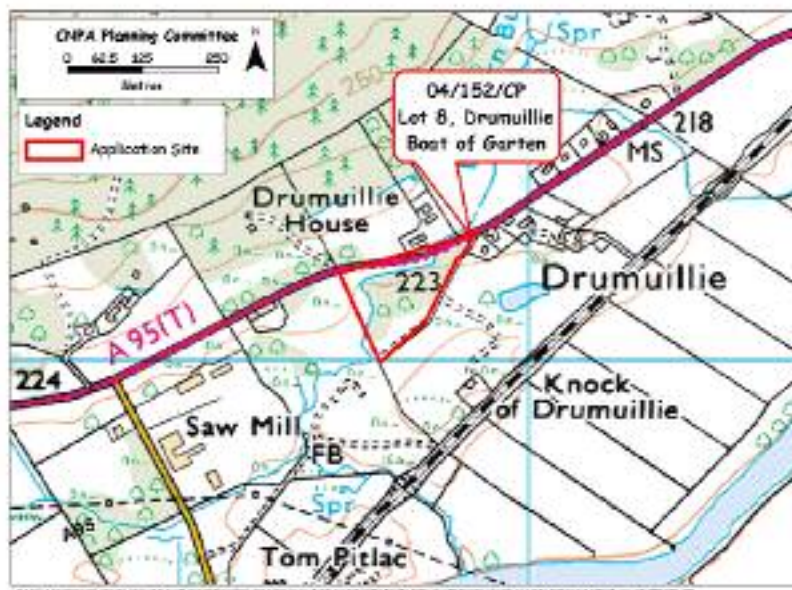 CNPA Planning Committee
N
0 62.5 125 250
Metres
Legend
Application Site
04/152/CP
Lot 8, Drumuillie
Boat of Garten
Spr
250
218
MS
Drumuillie
House
223
Drumuillie
A 95(T)
224
Knock
of Drumuillie
Saw Mill
FB
Spr
Tom Pitlac